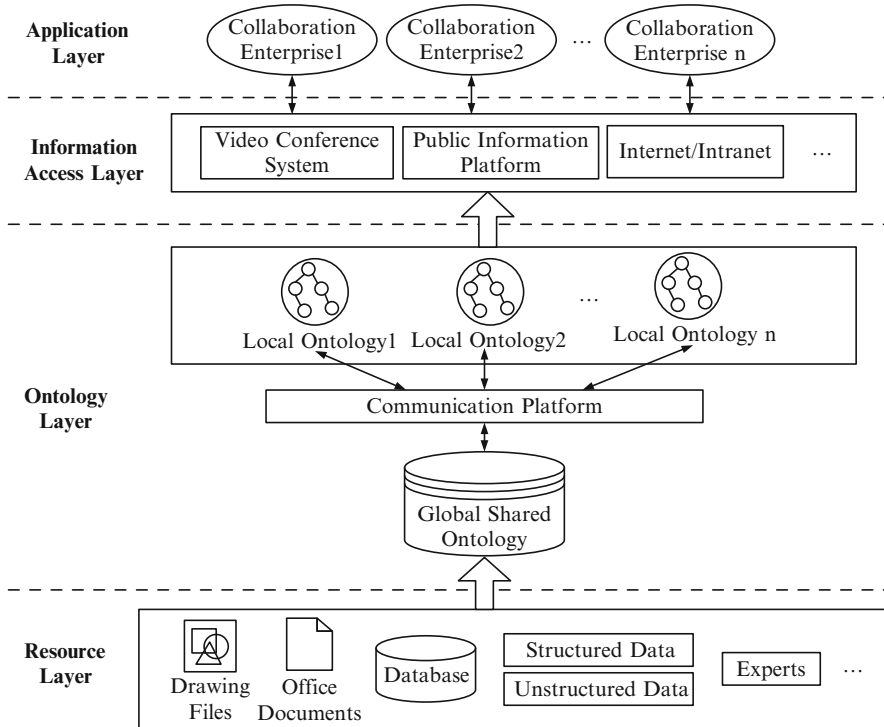 Application
Layer
Collaboration
Enterprise1
Collaboration
Enterprise2
...
Collaboration
Enterprise n
Information
Access Layer
Video Conference
System
Public Information
Platform
Internet/Intranet
...
Local Ontology1
Local Ontology2
...
Local Ontology n
Ontology
Layer
Communication Platform
Global Shared
Ontology
Resource
Layer
Drawing
Files
Office
Documents
Database
Structured Data
Unstructured Data
Experts
...